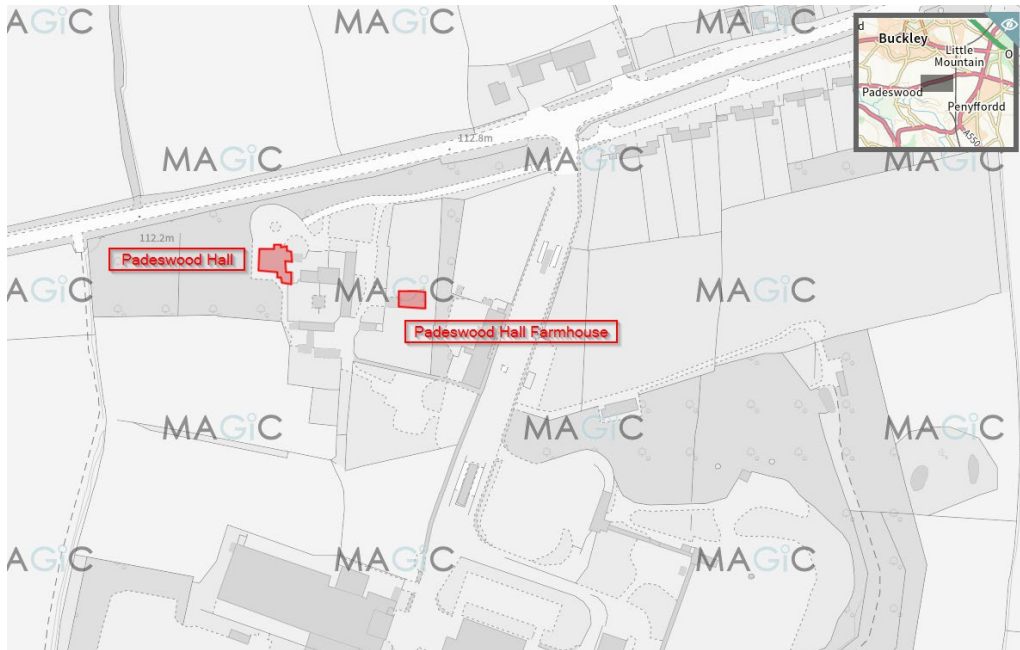 MAGiC
MAGiC
MAGiC
d
Buckley
Little
Mountain
O
Padeswood
Penyffordd
A550
112.8m
MAGiC
MAGiC
MAGiC
112.2m
Padeswood Hall
MAGiC
MAGiC
MAGiC
Padeswood Hall Farmhouse
MAGiC
MAGiC
MAGiC
MAGiC
MAGiC
MAGiC